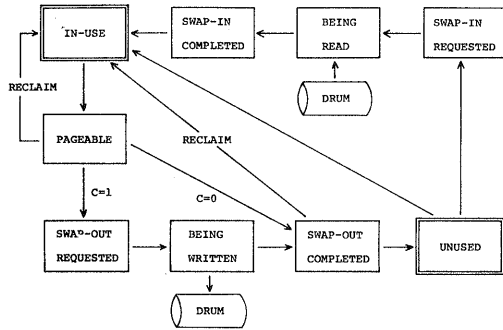 IN-USE
SWAP-IN
COMPLETED
BEING
READ
SWAP-IN
REQUESTED
RECLAIM
DRUM
PAGEABLE
RECLAIM
C=1
C=0
SWAP-OUT
REQUESTED
BEING
WRITTEN
SWAP-OUT
COMPLETED
UNUSED
DRUM